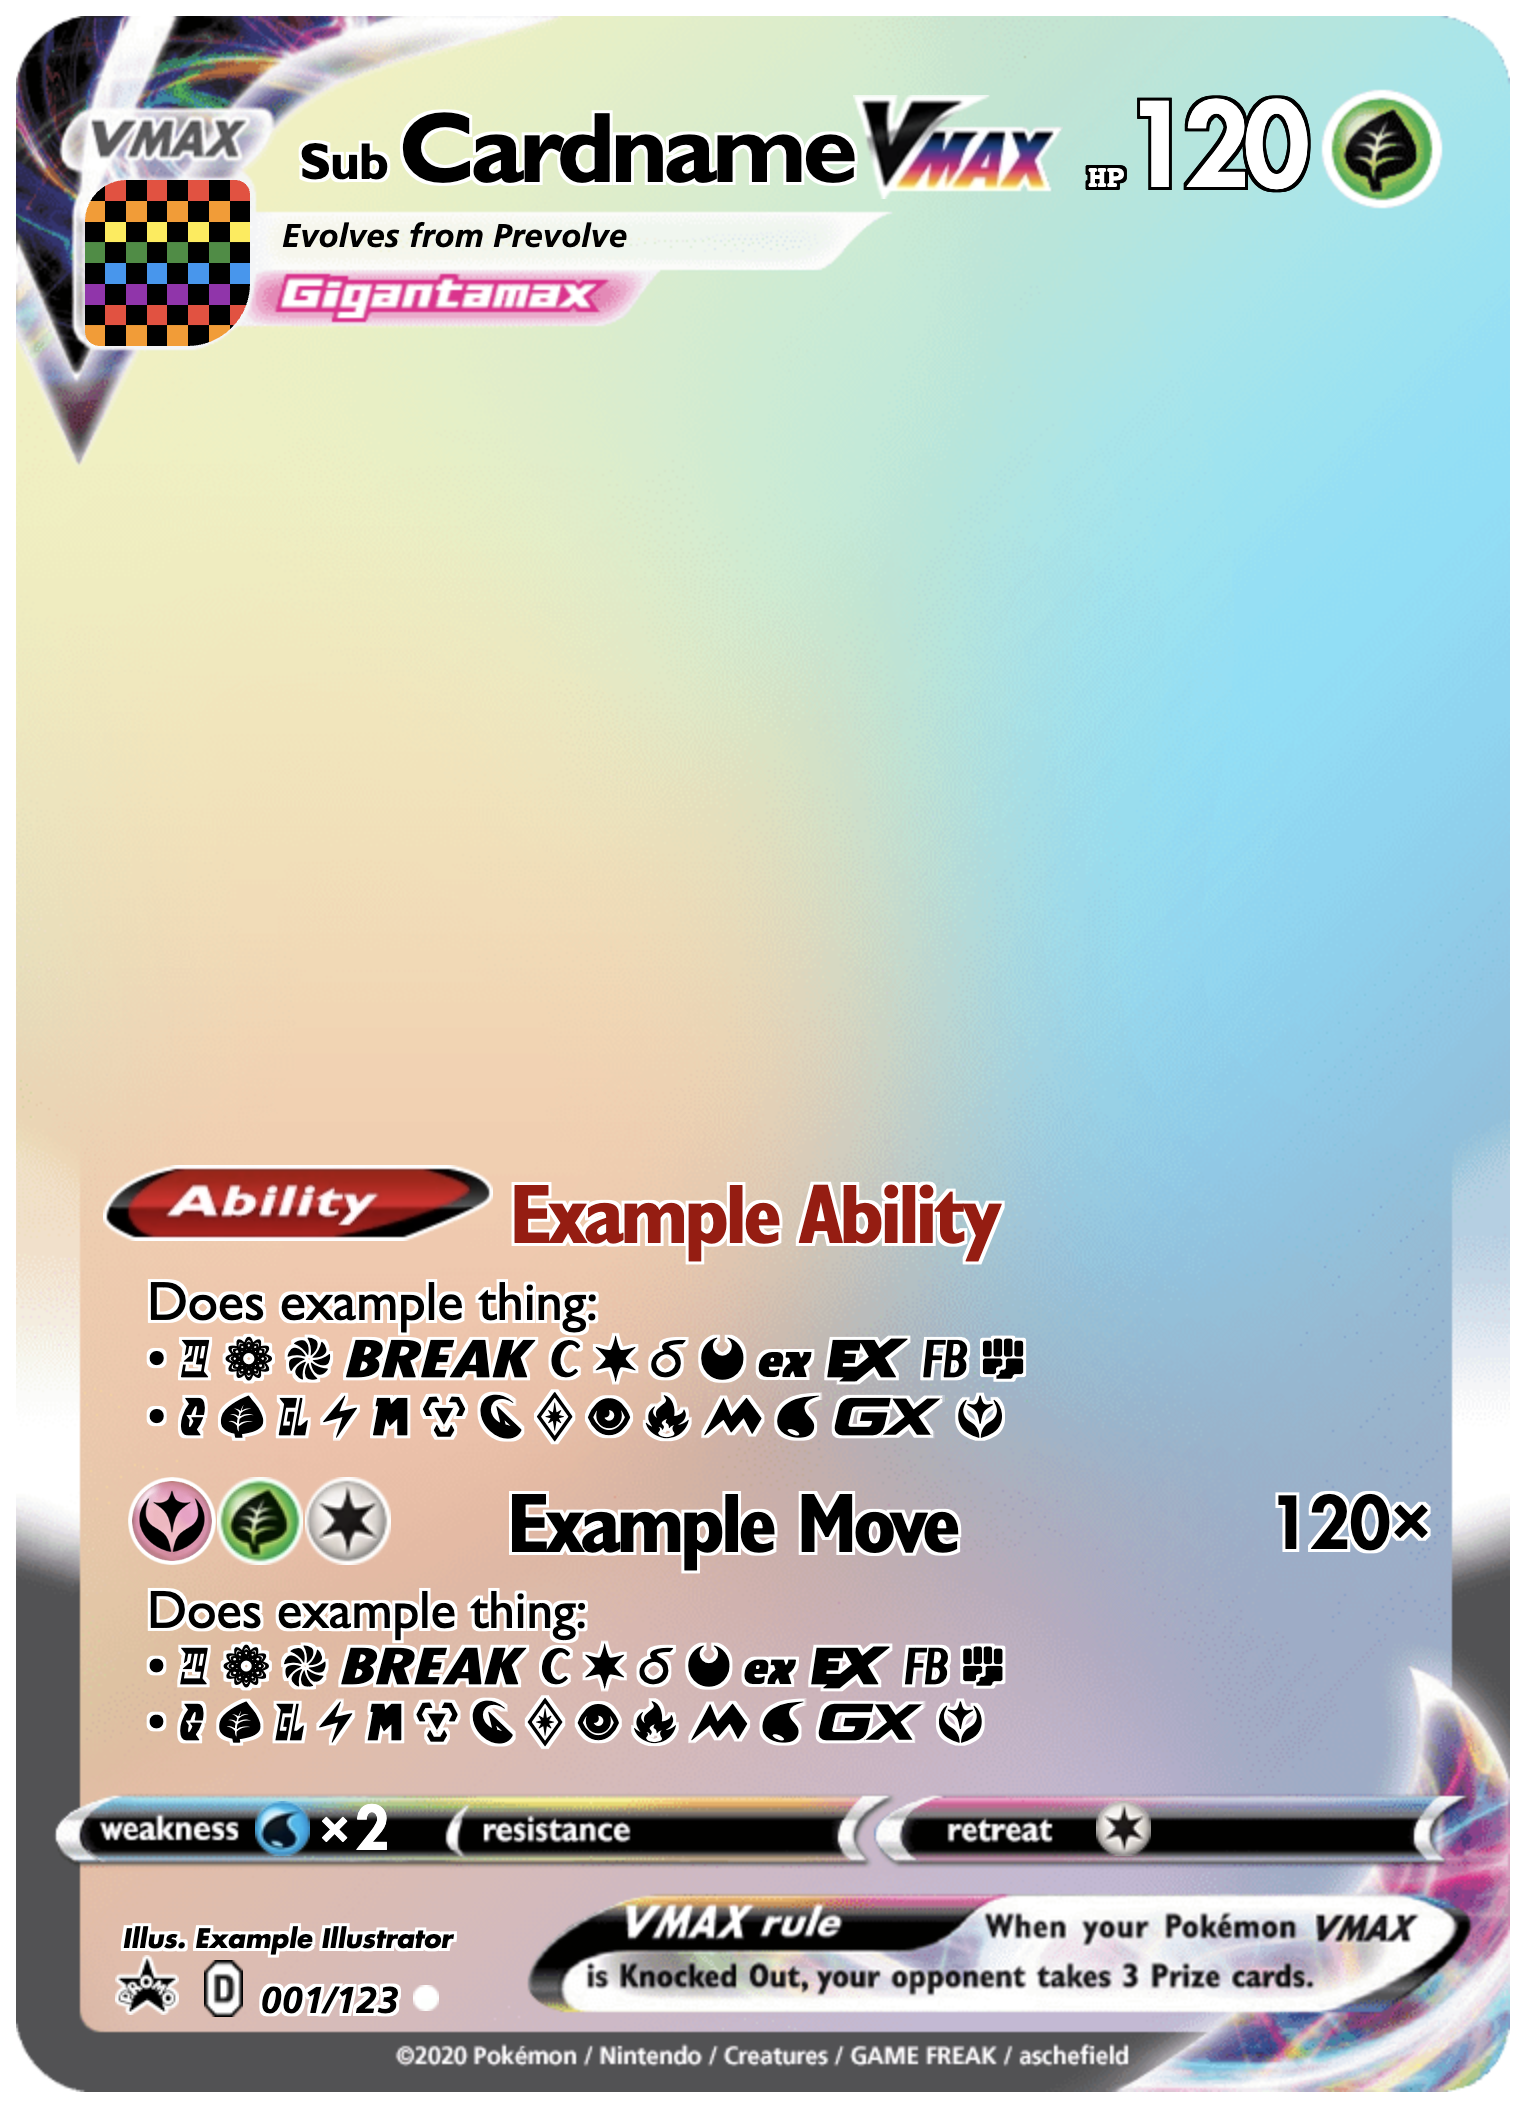 VMAX
Sub Cardname VMAX HP 120
Evolves from Prevolve
Gigantamax
Ability Example Ability
Does example thing:
• BREAK C δ ex EX FB
• G GL M GX
Example Move 120×
Does example thing:
• BREAK C δ ex EX FB
• G GL M GX
weakness ×2 resistance retreat
Illus. Example Illustrator
PROMO D 001/123
VMAX rule When your Pokémon VMAX
is Knocked Out, your opponent takes 3 Prize cards.
©2020 Pokémon / Nintendo / Creatures / GAME FREAK / aschefield